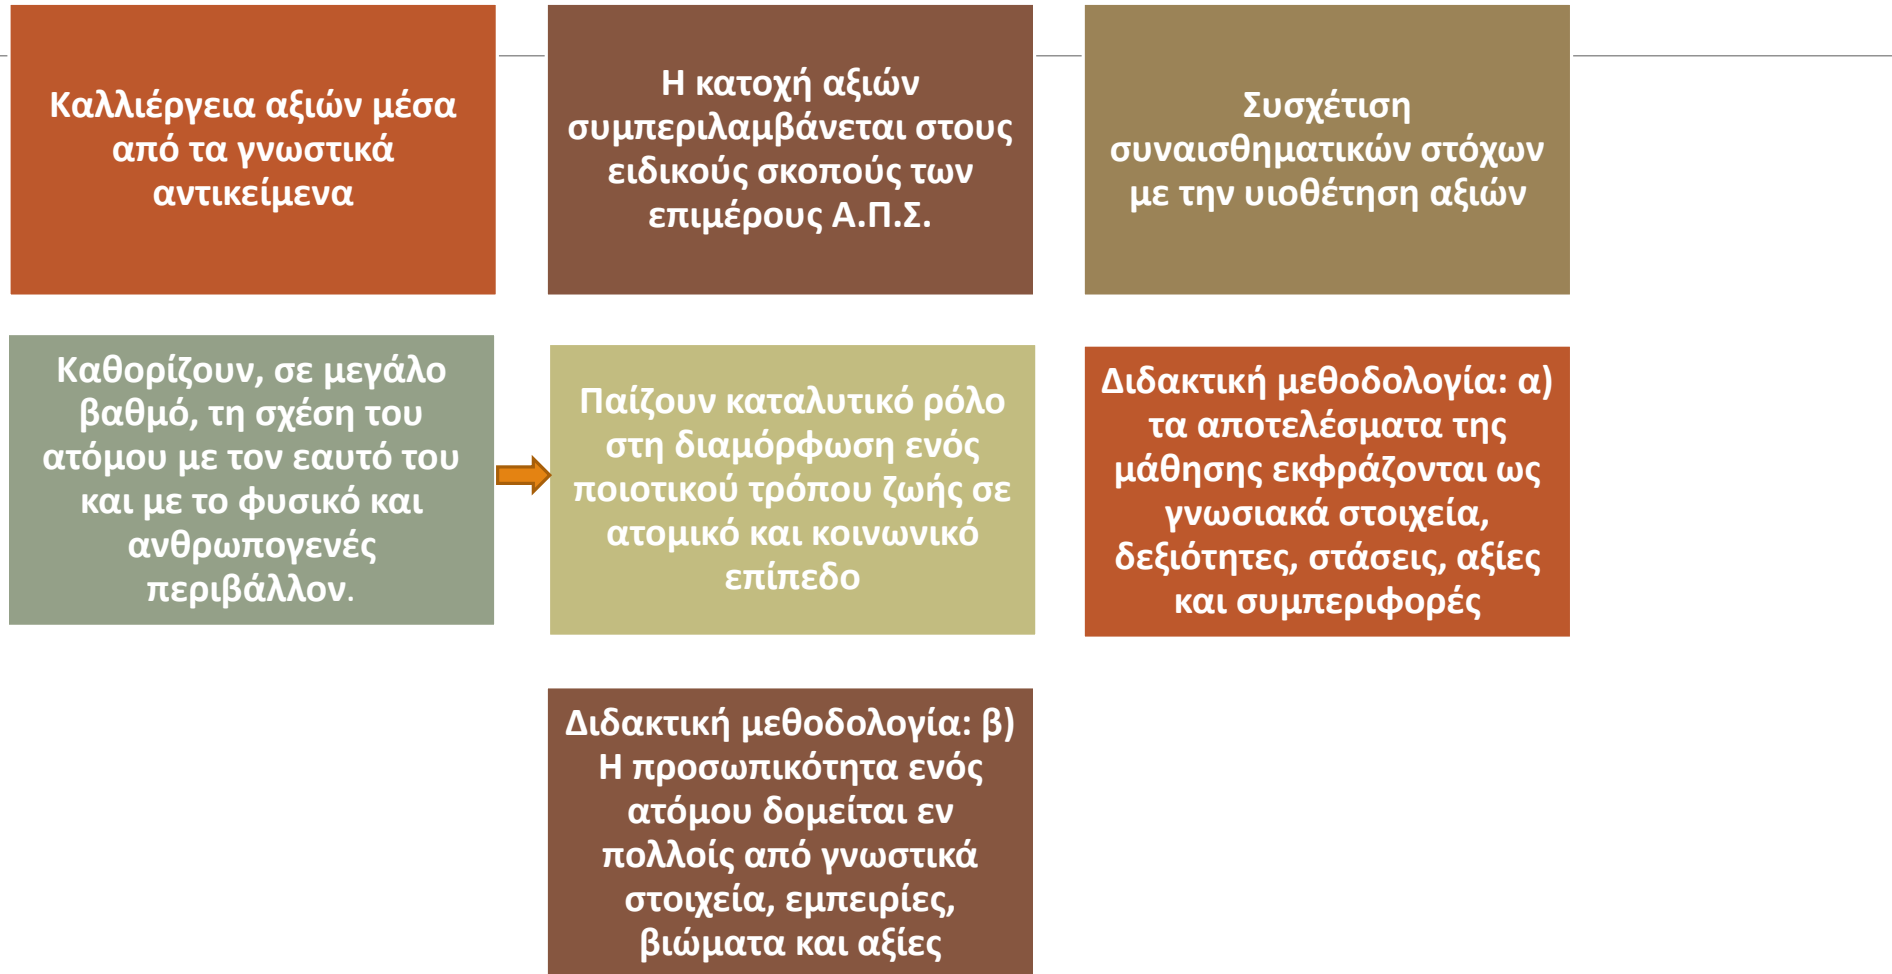 Καλλιέργεια αξιών μέσα
από τα γνωστικά
αντικείμενα
Η κατοχή αξιών
συμπεριλαμβάνεται στους
ειδικούς σκοπούς των
επιμέρους Α.Π.Σ.
Συσχέτιση
συναισθηματικών στόχων
με την υιοθέτηση αξιών
Καθορίζουν, σε μεγάλο
βαθμό, τη σχέση του
ατόμου με τον εαυτό του
και με το φυσικό και
ανθρωπογενές
περιβάλλον.
Παίζουν καταλυτικό ρόλο
στη διαμόρφωση ενός
ποιοτικού τρόπου ζωής σε
ατομικό και κοινωνικό
επίπεδο
Διδακτική μεθοδολογία: α)
τα αποτελέσματα της
μάθησης εκφράζονται ως
γνωσιακά στοιχεία,
δεξιότητες, στάσεις, αξίες
και συμπεριφορές
Διδακτική μεθοδολογία: β)
Η προσωπικότητα ενός
ατόμου δομείται εν
πολλοίς από γνωστικά
στοιχεία, εμπειρίες,
βιώματα και αξίες